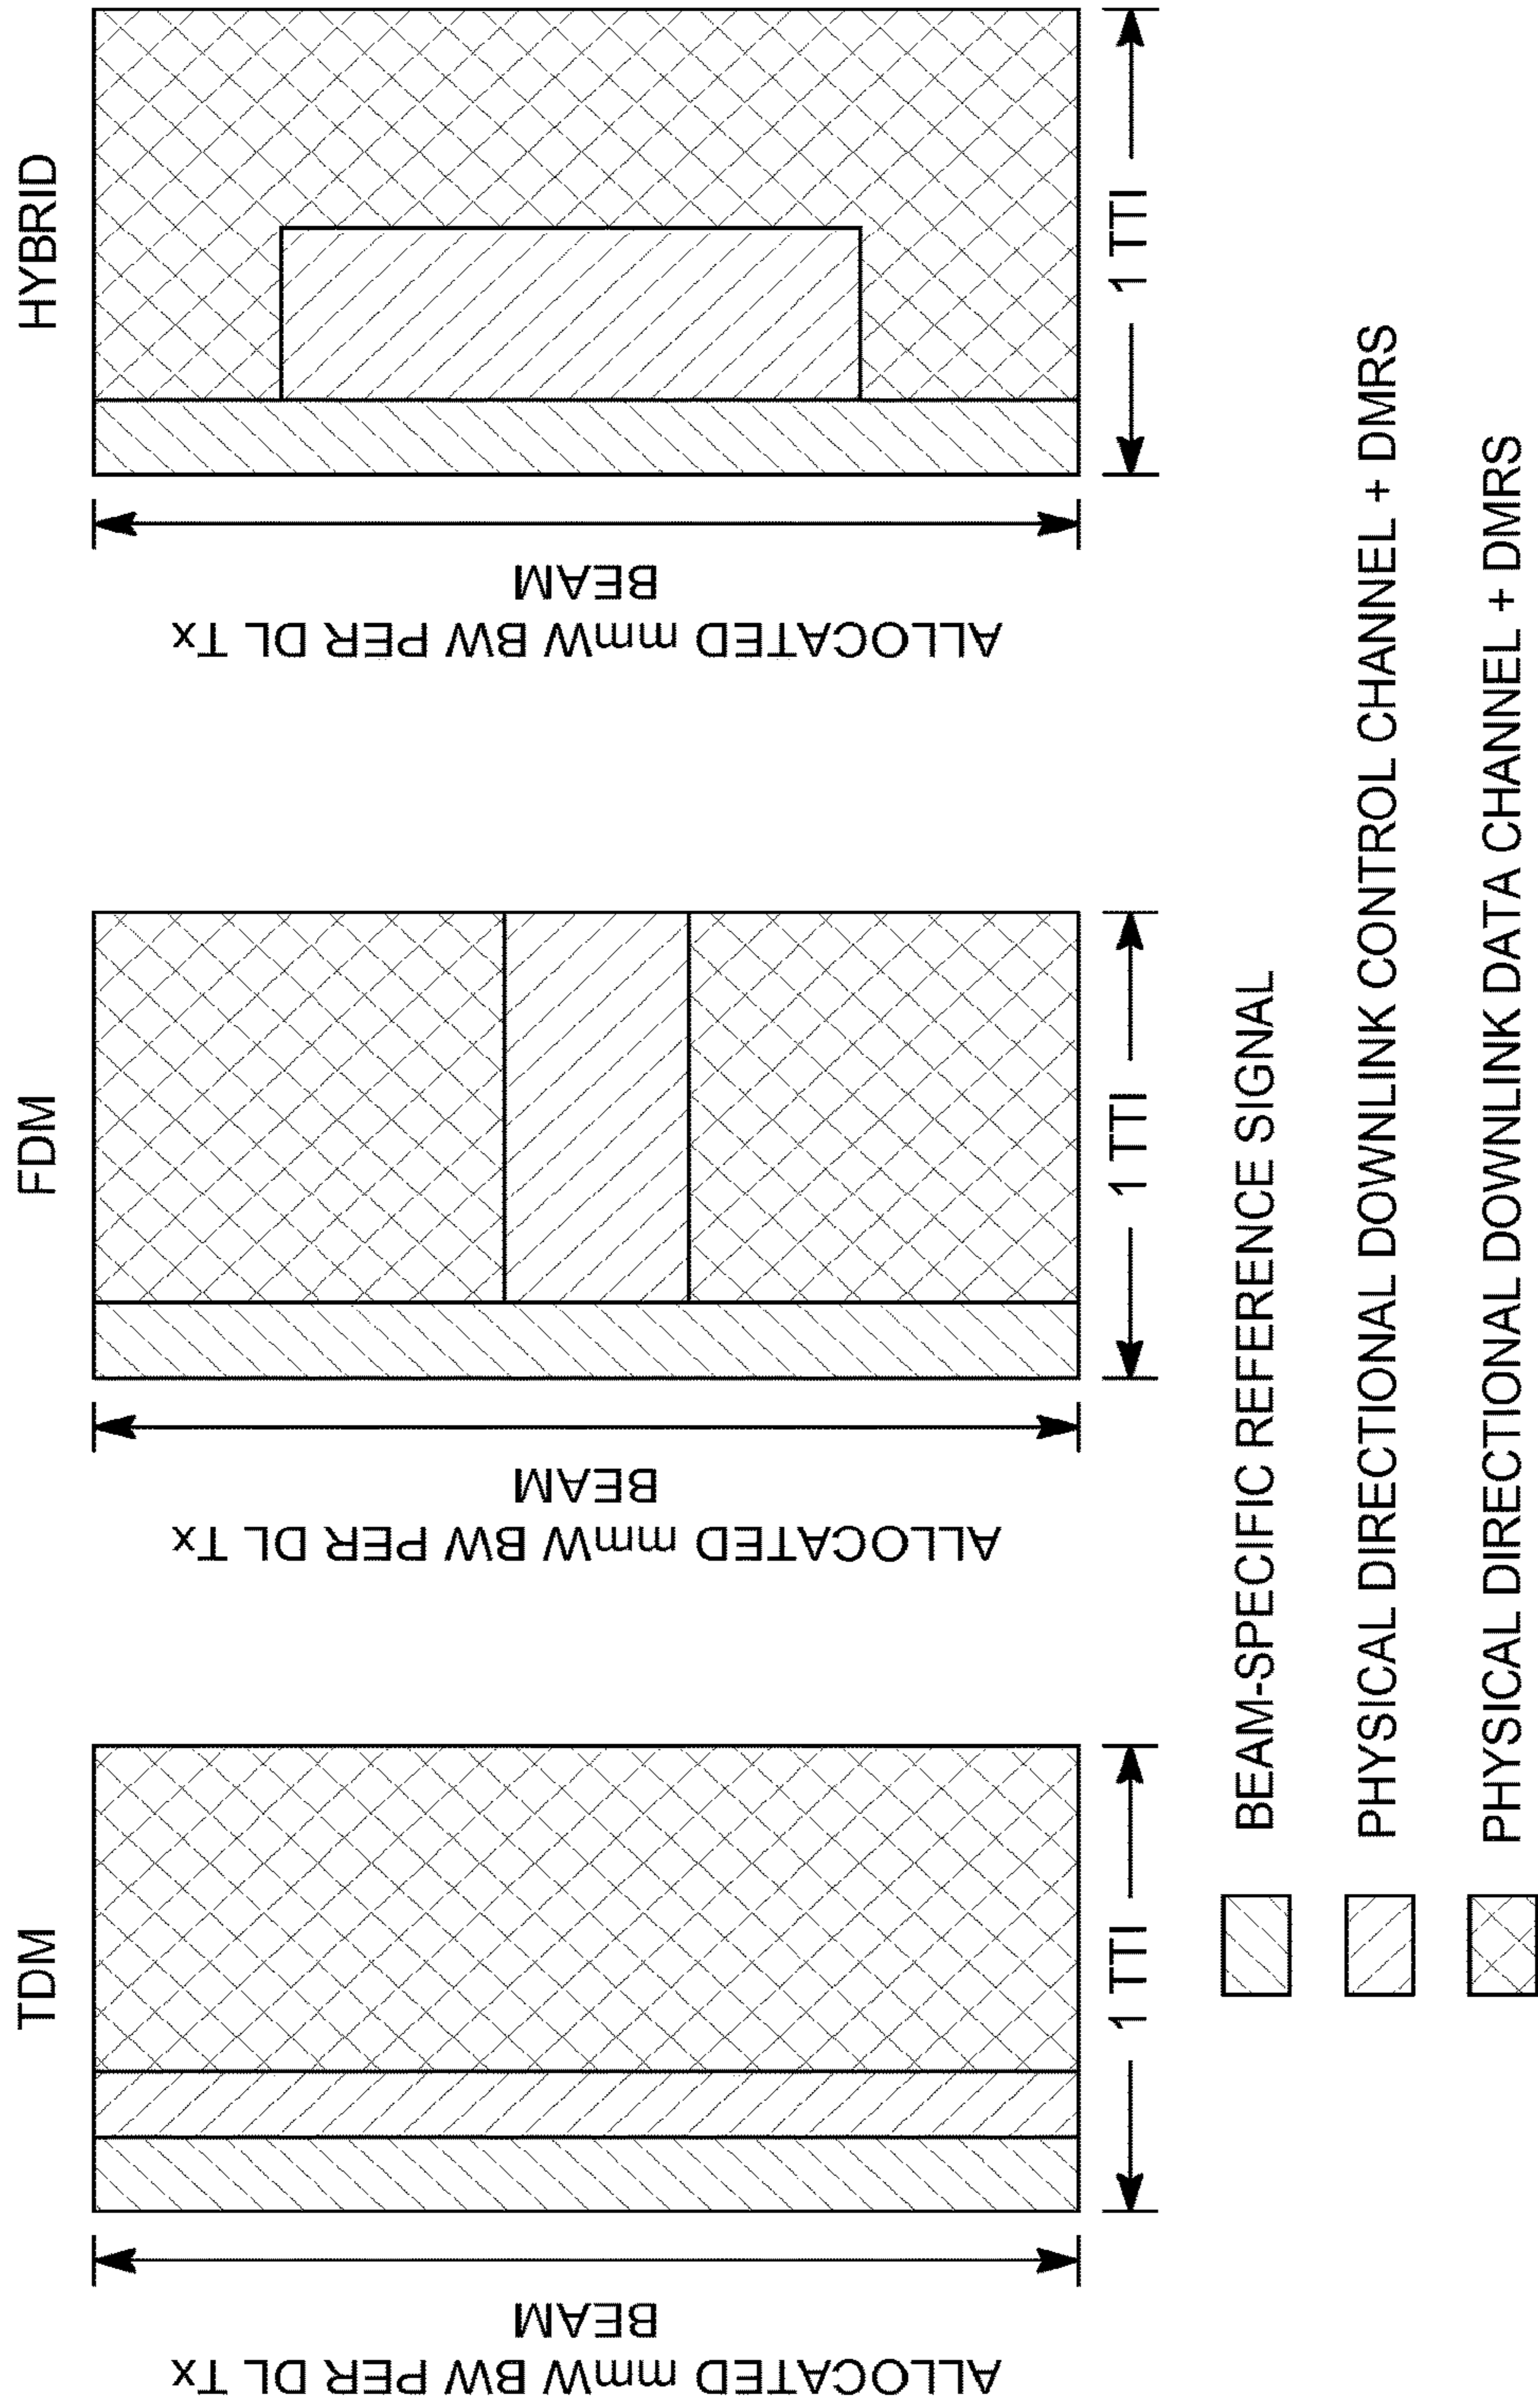 TDM
FDM
HYBRID
ALLOCATED mmW BW PER DL Tx
BEAM
ALLOCATED mmW BW PER DL Tx
BEAM
ALLOCATED mmW BW PER DL Tx
BEAM
1 TTI
1 TTI
1 TTI
BEAM-SPECIFIC REFERENCE SIGNAL
PHYSICAL DIRECTIONAL DOWNLINK CONTROL CHANNEL + DMRS
PHYSICAL DIRECTIONAL DOWNLINK DATA CHANNEL + DMRS